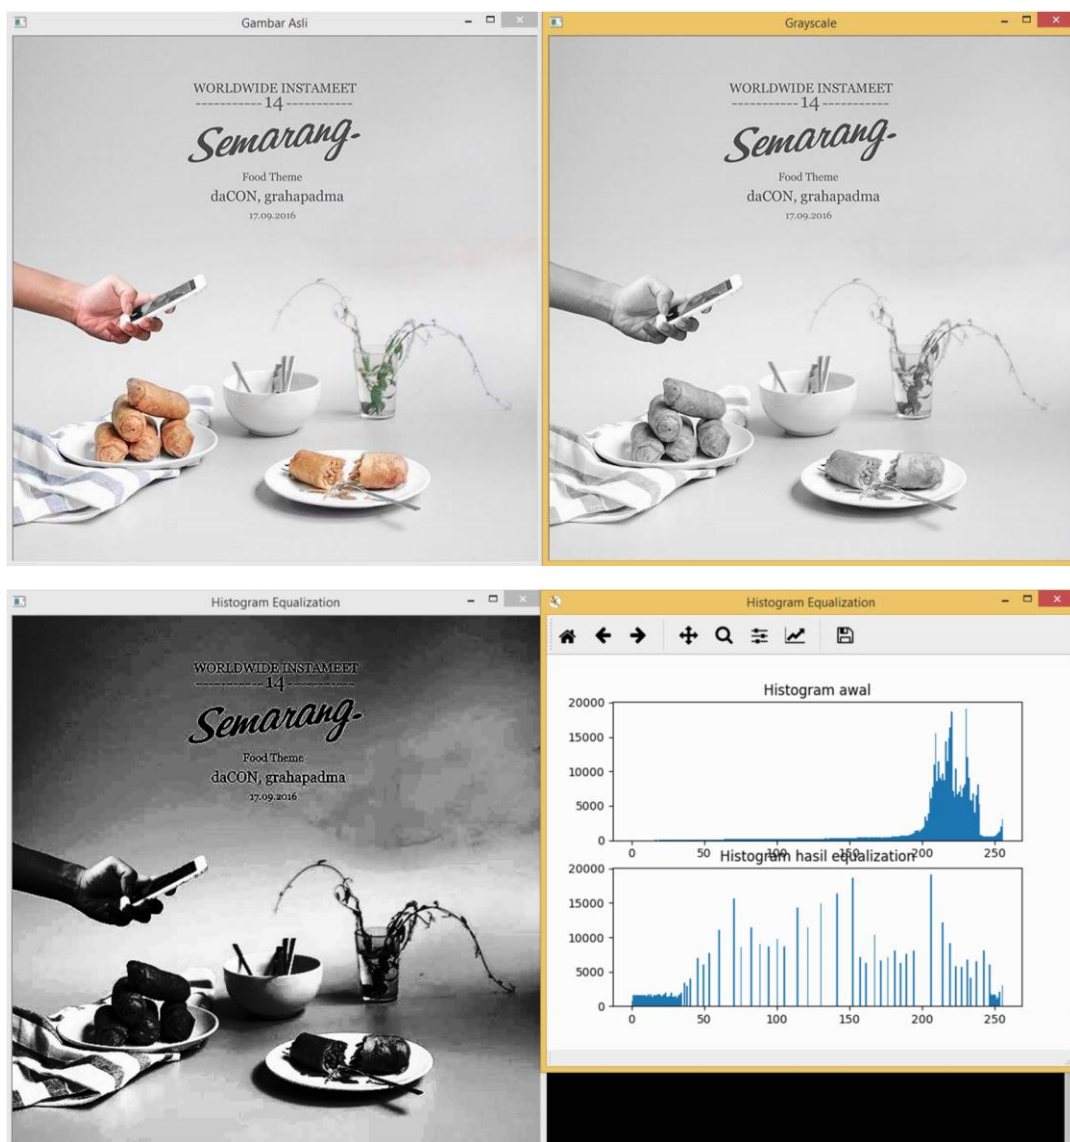 Gambar Asli
WORLDWIDE INSTAMEET
----------- 14 -----------
Semarang.
Food Theme
daCON, grahapadma
17.09.2016
Grayscale
WORLDWIDE INSTAMEET
----------- 14 -----------
Semarang.
Food Theme
daCON, grahapadma
17.09.2016
Histogram Equalization
WORLDWIDE INSTAMEET
----------- 14 -----------
Semarang.
Food Theme
daCON, grahapadma
17.09.2016
Histogram Equalization
Histogram awal
20000
15000
10000
5000
0
0 50 100 150 200 250
Histogram hasil equalization
20000
15000
10000
5000
0
0 50 100 150 200 250